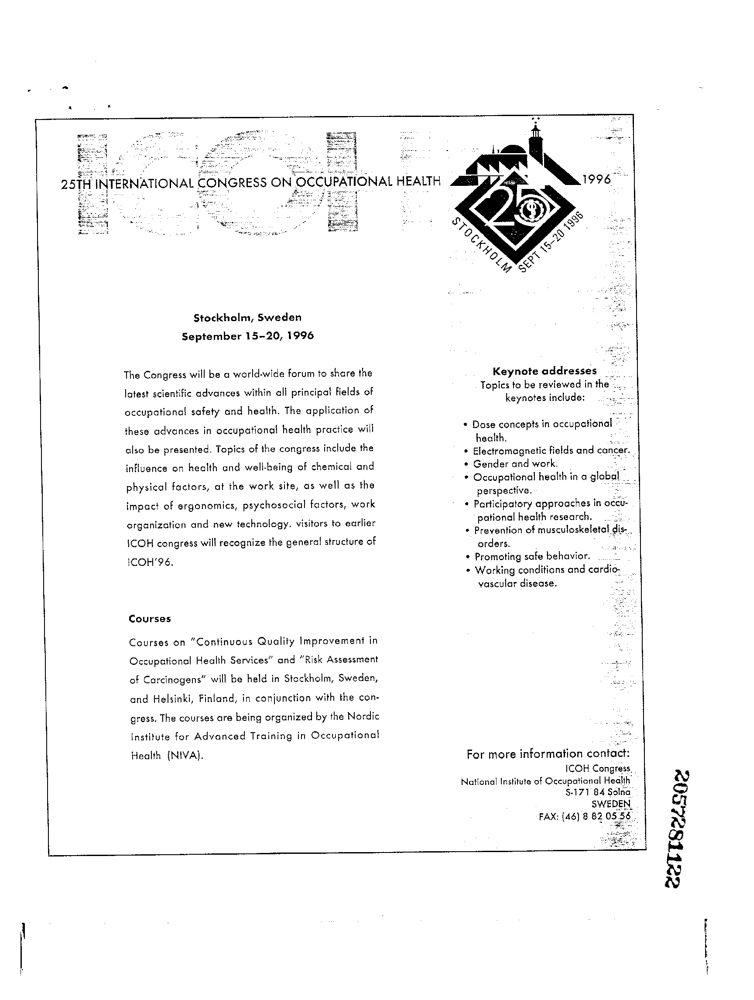 ICOH
25TH INTERNATIONAL CONGRESS ON OCCUPATIONAL HEALTH
1996
25
STOCKHOLM SEPT 15-20 1996
Stockholm, Sweden
September 15–20, 1996
The Congress will be a world-wide forum to share the
latest scientific advances within all principal fields of
occupational safety and health. The application of
these advances in occupational health practice will
also be presented. Topics of the congress include the
influence on health and well-being of chemical and
physical factors, at the work site, as well as the
impact of ergonomics, psychosocial factors, work
organization and new technology. visitors to earlier
ICOH congress will recognize the general structure of
ICOH'96.
Courses
Courses on "Continuous Quality Improvement in
Occupational Health Services" and "Risk Assessment
of Carcinogens" will be held in Stockholm, Sweden,
and Helsinki, Finland, in conjunction with the con-
gress. The courses are being organized by the Nordic
Institute for Advanced Training in Occupational
Health (NIVA).
Keynote addresses
Topics to be reviewed in the
keynotes include:
• Dose concepts in occupational
health.
• Electromagnetic fields and cancer.
• Gender and work.
• Occupational health in a global
perspective.
• Participatory approaches in occu-
pational health research.
• Prevention of musculoskeletal dis-
orders.
• Promoting safe behavior.
• Working conditions and cardio-
vascular disease.
For more information contact:
ICOH Congress
National Institute of Occupational Health
S-171 84 Solna
SWEDEN
FAX: (46) 8 82 05 56
2057281122